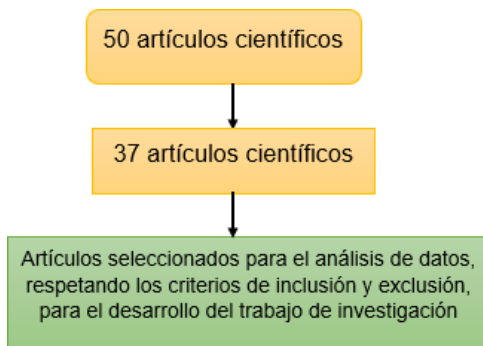 50 artículos científicos
37 artículos científicos
Artículos seleccionados para el análisis de datos,
respetando los criterios de inclusión y exclusión,
para el desarrollo del trabajo de investigación